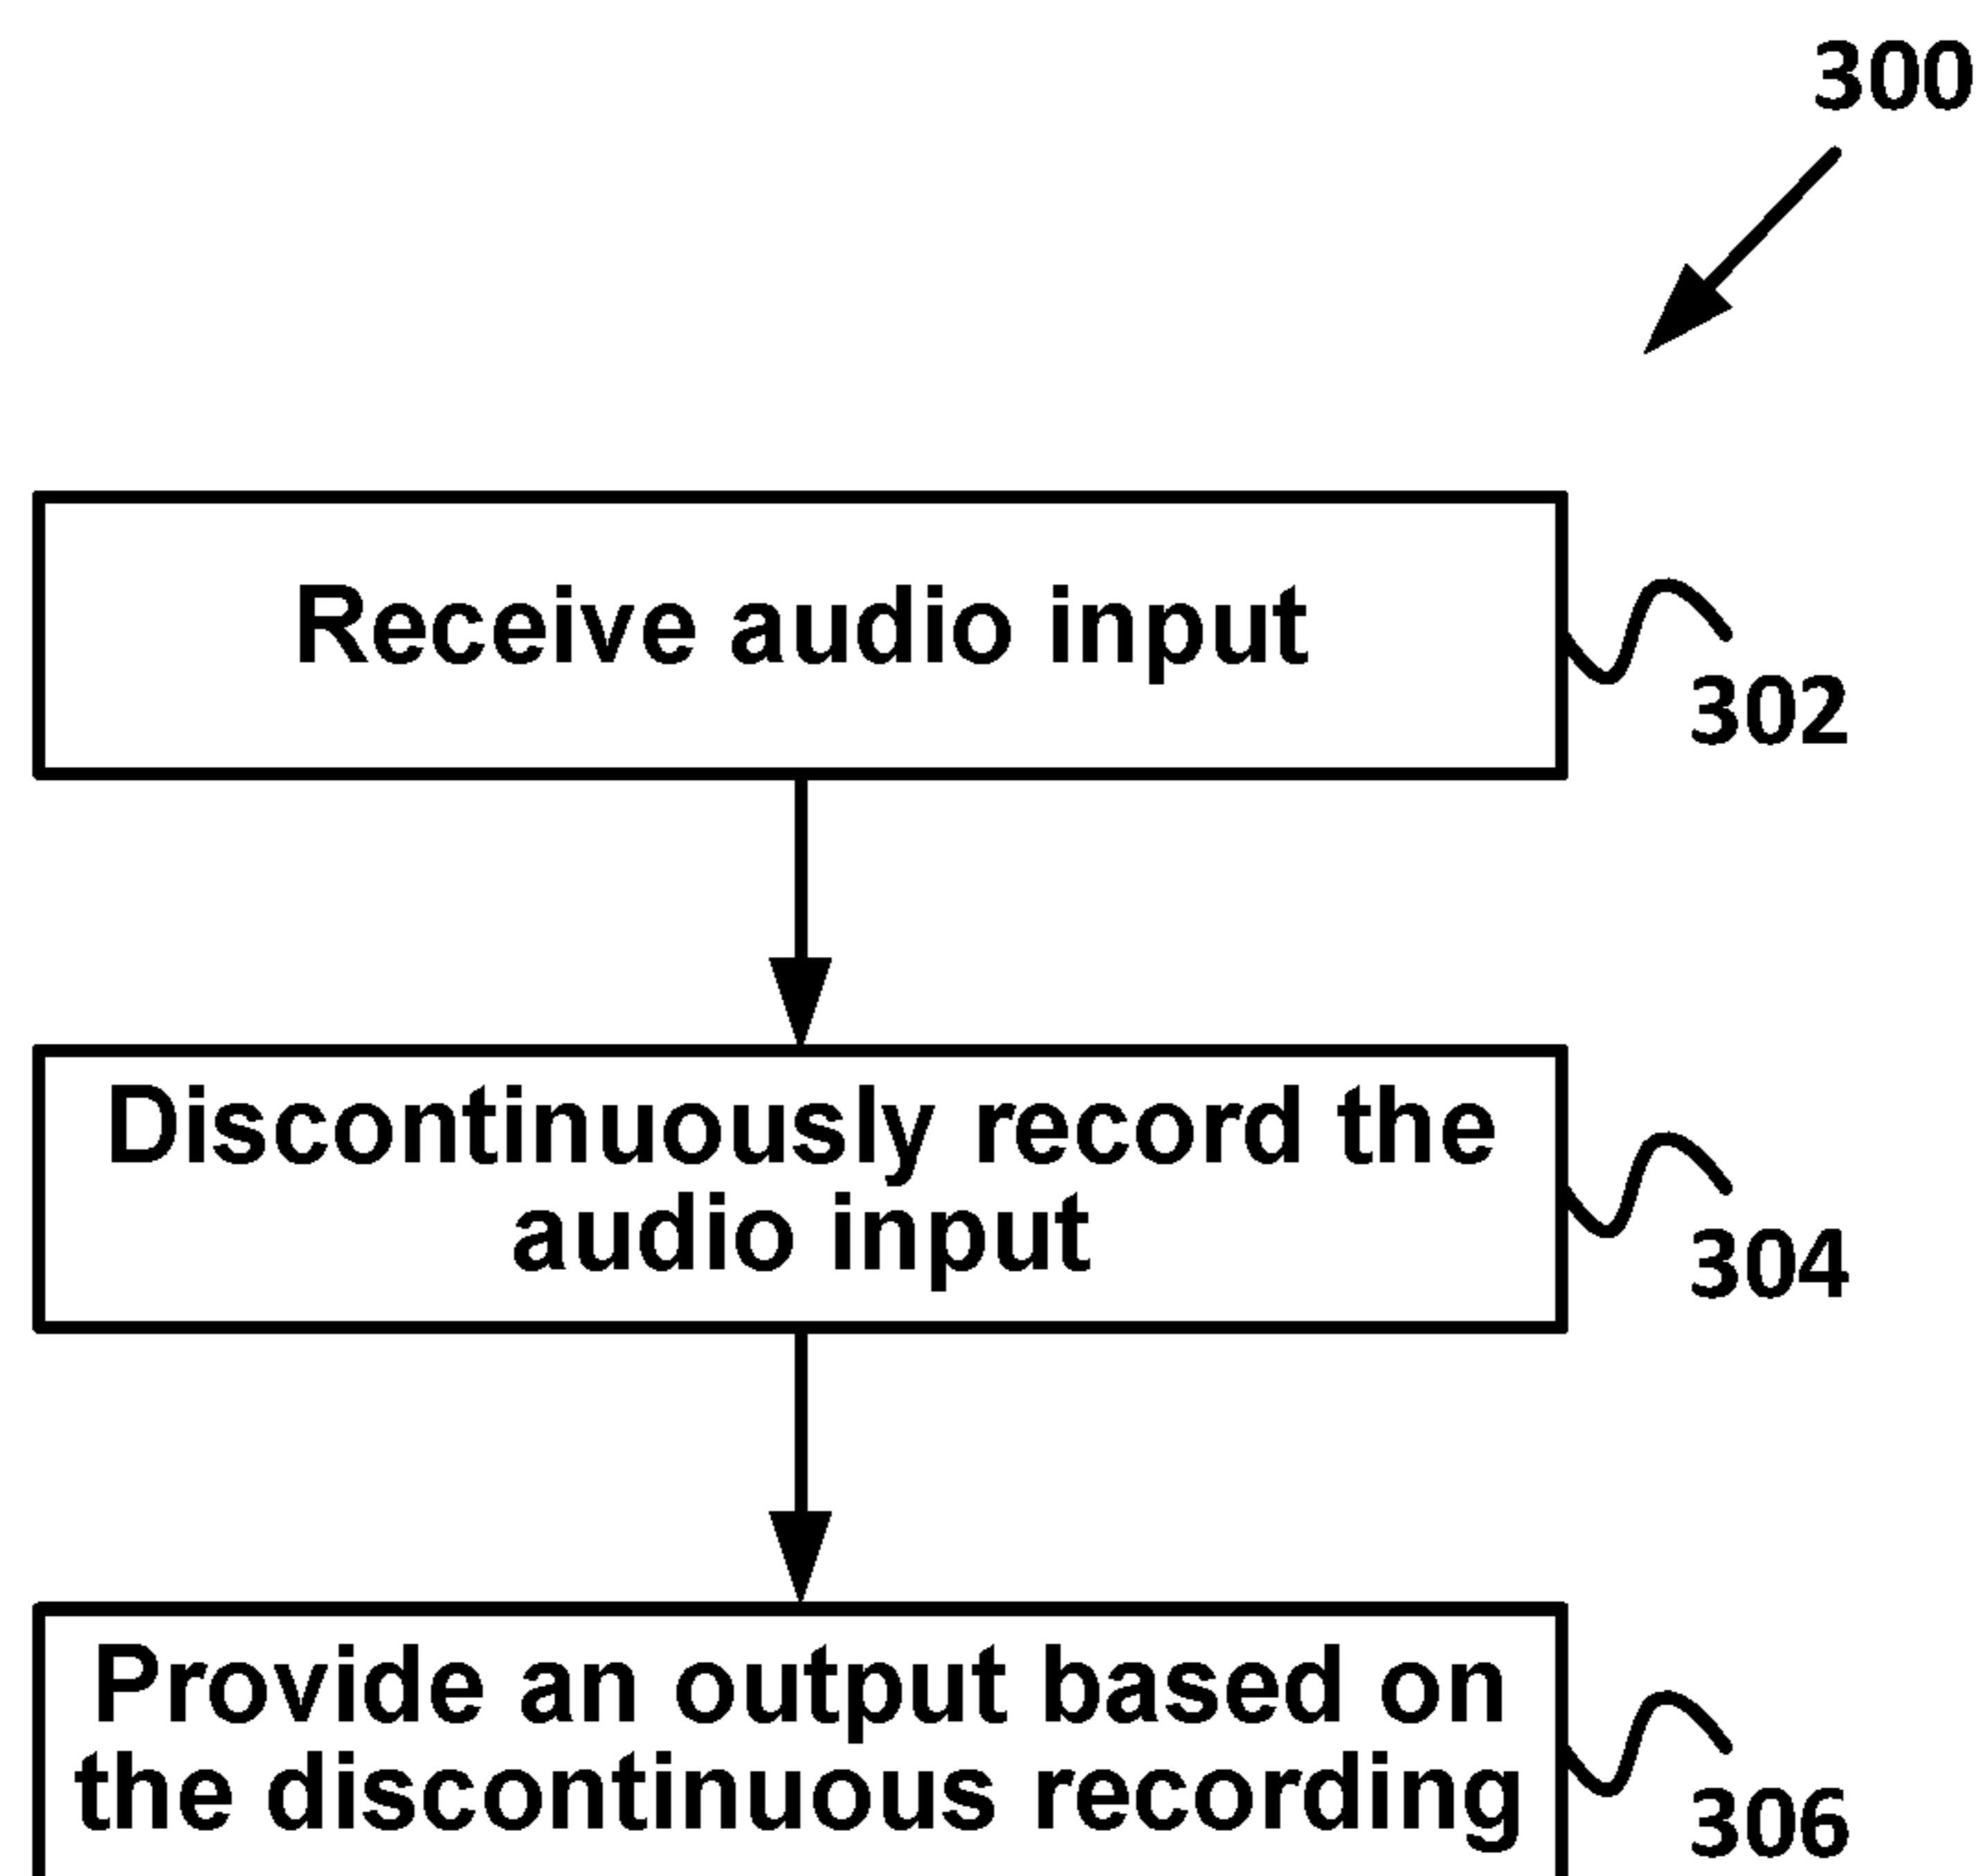 300
Receive audio input
302
Discontinuously record the
audio input
304
Provide an output based on
the discontinuous recording
306